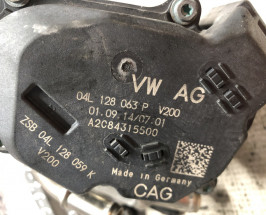 VW AG
04L 128 063 P V200
01.09.14/07:01
A2C84315500
ZSB 04L 128 059 K
V200
Made in Germany
CAG